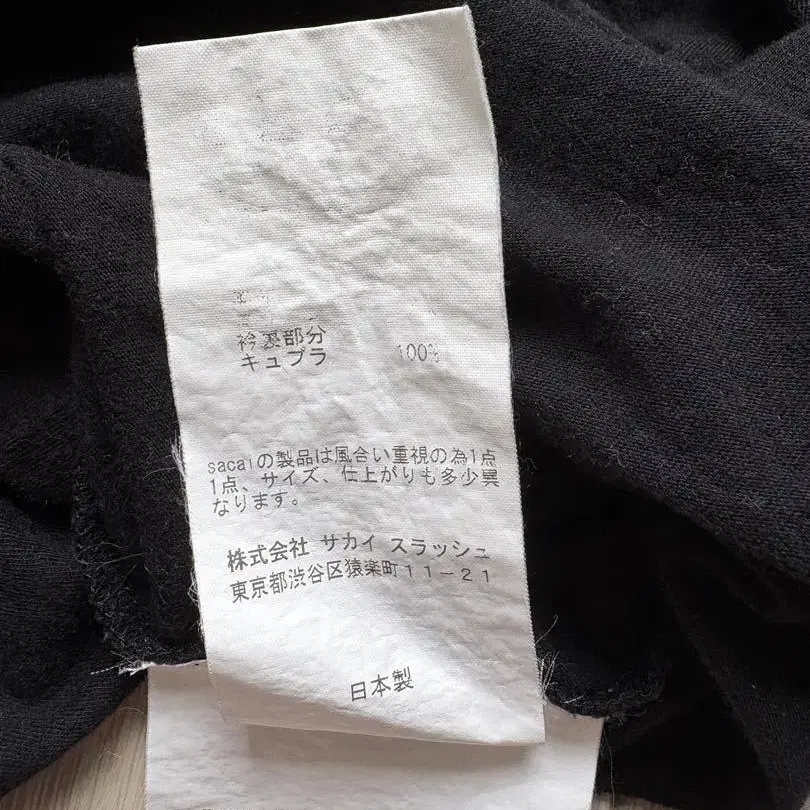 衿裏部分
キュプラ 100%
sacaiの製品は風合い重視の為1点
1点、サイズ、仕上がりも多少異
なります。
株式会社 サカイ スラッシュ
東京都渋谷区猿楽町11-21
日本製